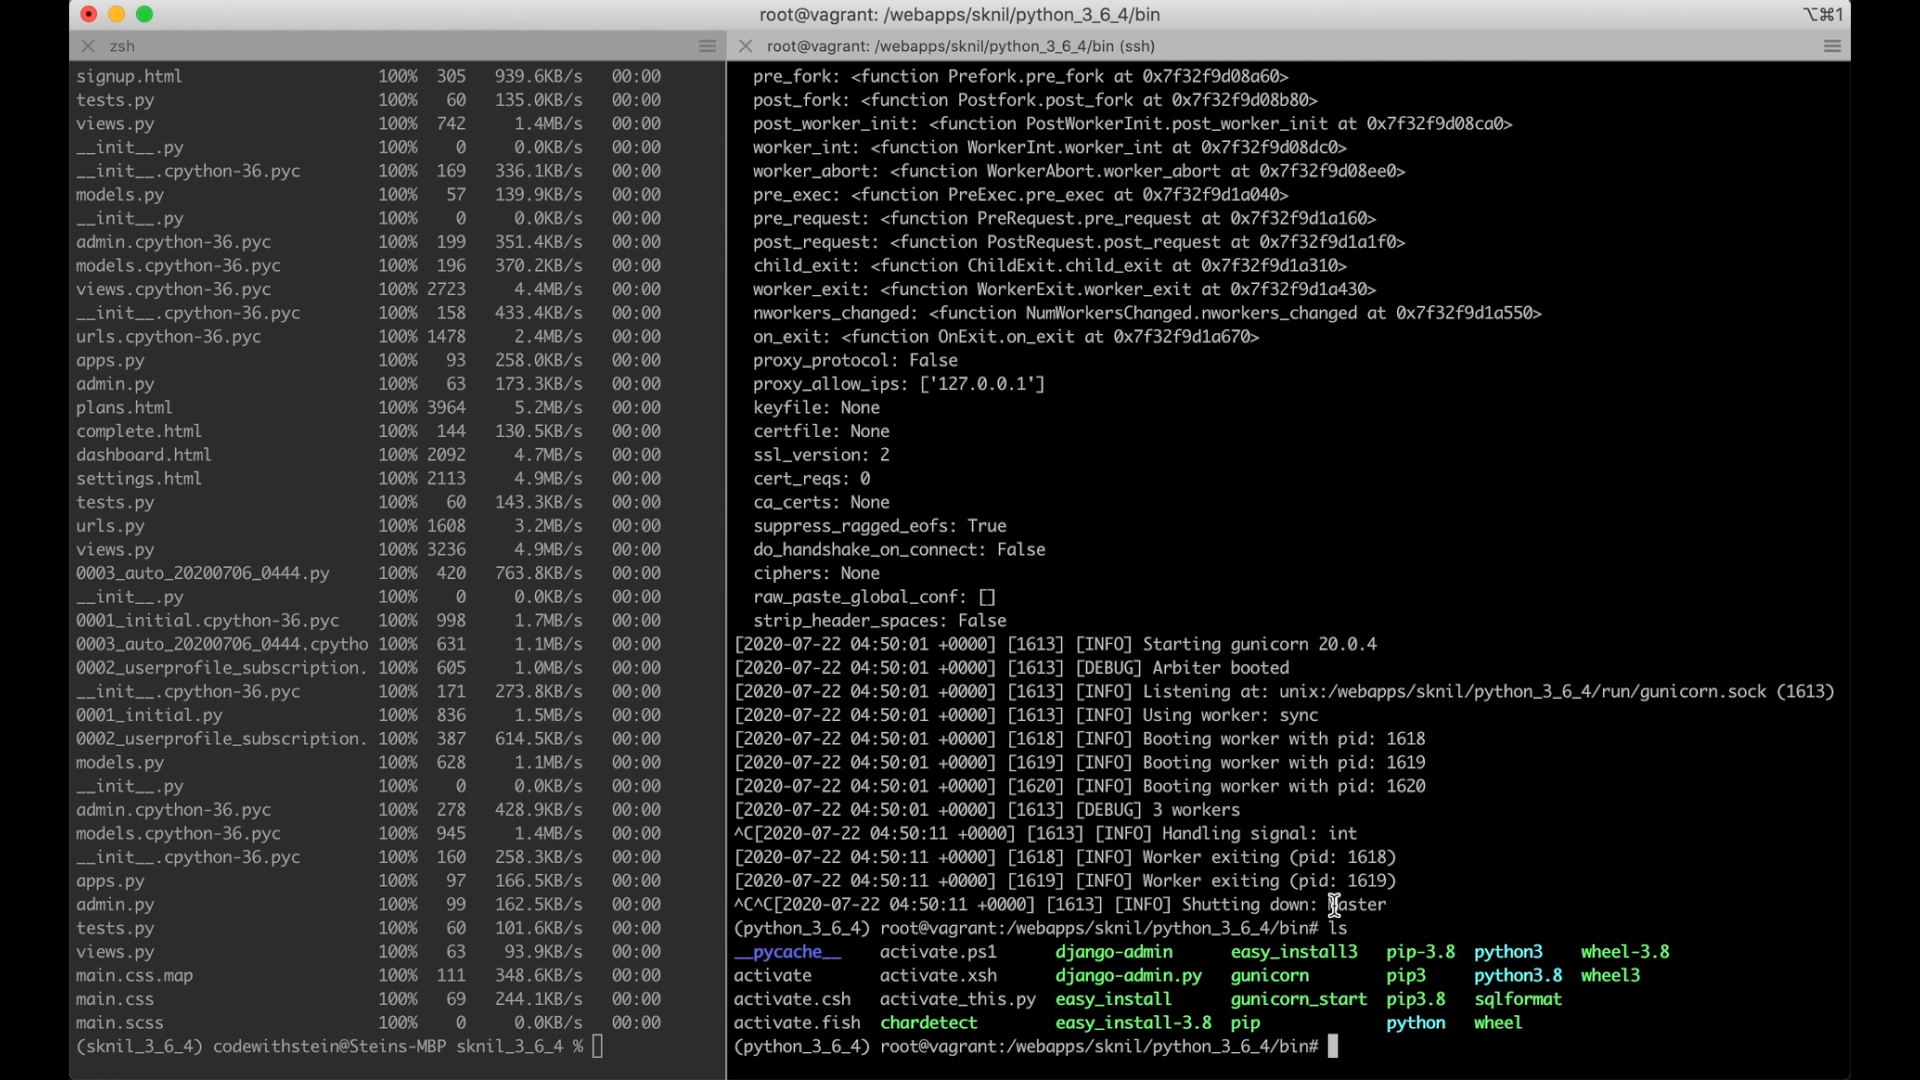 root@vagrant: /webapps/sknil/python_3_6_4/bin
⌥⌘1
zsh
signup.html 100% 305 939.6KB/s 00:00
tests.py 100% 60 135.0KB/s 00:00
views.py 100% 742 1.4MB/s 00:00
__init__.py 100% 0 0.0KB/s 00:00
__init__.cpython-36.pyc 100% 169 336.1KB/s 00:00
models.py 100% 57 139.9KB/s 00:00
__init__.py 100% 0 0.0KB/s 00:00
admin.cpython-36.pyc 100% 199 351.4KB/s 00:00
models.cpython-36.pyc 100% 196 370.2KB/s 00:00
views.cpython-36.pyc 100% 2723 4.4MB/s 00:00
__init__.cpython-36.pyc 100% 158 433.4KB/s 00:00
urls.cpython-36.pyc 100% 1478 2.4MB/s 00:00
apps.py 100% 93 258.0KB/s 00:00
admin.py 100% 63 173.3KB/s 00:00
plans.html 100% 3964 5.2MB/s 00:00
complete.html 100% 144 130.5KB/s 00:00
dashboard.html 100% 2092 4.7MB/s 00:00
settings.html 100% 2113 4.9MB/s 00:00
tests.py 100% 60 143.3KB/s 00:00
urls.py 100% 1608 3.2MB/s 00:00
views.py 100% 3236 4.9MB/s 00:00
0003_auto_20200706_0444.py 100% 420 763.8KB/s 00:00
__init__.py 100% 0 0.0KB/s 00:00
0001_initial.cpython-36.pyc 100% 998 1.7MB/s 00:00
0003_auto_20200706_0444.cpytho 100% 631 1.1MB/s 00:00
0002_userprofile_subscription. 100% 605 1.0MB/s 00:00
__init__.cpython-36.pyc 100% 171 273.8KB/s 00:00
0001_initial.py 100% 836 1.5MB/s 00:00
0002_userprofile_subscription. 100% 387 614.5KB/s 00:00
models.py 100% 628 1.1MB/s 00:00
__init__.py 100% 0 0.0KB/s 00:00
admin.cpython-36.pyc 100% 278 428.9KB/s 00:00
models.cpython-36.pyc 100% 945 1.4MB/s 00:00
__init__.cpython-36.pyc 100% 160 258.3KB/s 00:00
apps.py 100% 97 166.5KB/s 00:00
admin.py 100% 99 162.5KB/s 00:00
tests.py 100% 60 101.6KB/s 00:00
views.py 100% 63 93.9KB/s 00:00
main.css.map 100% 111 348.6KB/s 00:00
main.css 100% 69 244.1KB/s 00:00
main.scss 100% 0 0.0KB/s 00:00
(sknil_3_6_4) codewithstein@Steins-MBP sknil_3_6_4 %
root@vagrant: /webapps/sknil/python_3_6_4/bin (ssh)
pre_fork: <function Prefork.pre_fork at 0x7f32f9d08a60>
post_fork: <function Postfork.post_fork at 0x7f32f9d08b80>
post_worker_init: <function PostWorkerInit.post_worker_init at 0x7f32f9d08ca0>
worker_int: <function WorkerInt.worker_int at 0x7f32f9d08dc0>
worker_abort: <function WorkerAbort.worker_abort at 0x7f32f9d08ee0>
pre_exec: <function PreExec.pre_exec at 0x7f32f9d1a040>
pre_request: <function PreRequest.pre_request at 0x7f32f9d1a160>
post_request: <function PostRequest.post_request at 0x7f32f9d1a1f0>
child_exit: <function ChildExit.child_exit at 0x7f32f9d1a310>
worker_exit: <function WorkerExit.worker_exit at 0x7f32f9d1a430>
nworkers_changed: <function NumWorkersChanged.nworkers_changed at 0x7f32f9d1a550>
on_exit: <function OnExit.on_exit at 0x7f32f9d1a670>
proxy_protocol: False
proxy_allow_ips: ['127.0.0.1']
keyfile: None
certfile: None
ssl_version: 2
cert_reqs: 0
ca_certs: None
suppress_ragged_eofs: True
do_handshake_on_connect: False
ciphers: None
raw_paste_global_conf: []
strip_header_spaces: False
[2020-07-22 04:50:01 +0000] [1613] [INFO] Starting gunicorn 20.0.4
[2020-07-22 04:50:01 +0000] [1613] [DEBUG] Arbiter booted
[2020-07-22 04:50:01 +0000] [1613] [INFO] Listening at: unix:/webapps/sknil/python_3_6_4/run/gunicorn.sock (1613)
[2020-07-22 04:50:01 +0000] [1613] [INFO] Using worker: sync
[2020-07-22 04:50:01 +0000] [1618] [INFO] Booting worker with pid: 1618
[2020-07-22 04:50:01 +0000] [1619] [INFO] Booting worker with pid: 1619
[2020-07-22 04:50:01 +0000] [1620] [INFO] Booting worker with pid: 1620
[2020-07-22 04:50:01 +0000] [1613] [DEBUG] 3 workers
^C[2020-07-22 04:50:11 +0000] [1613] [INFO] Handling signal: int
[2020-07-22 04:50:11 +0000] [1618] [INFO] Worker exiting (pid: 1618)
[2020-07-22 04:50:11 +0000] [1619] [INFO] Worker exiting (pid: 1619)
^C^C[2020-07-22 04:50:11 +0000] [1613] [INFO] Shutting down: Master
(python_3_6_4) root@vagrant:/webapps/sknil/python_3_6_4/bin# ls
__pycache__ activate.ps1 django-admin easy_install3 pip-3.8 python3 wheel-3.8
activate activate.xsh django-admin.py gunicorn pip3 python3.8 wheel3
activate.csh activate_this.py easy_install gunicorn_start pip3.8 sqlformat
activate.fish chardetect easy_install-3.8 pip python wheel
(python_3_6_4) root@vagrant:/webapps/sknil/python_3_6_4/bin#